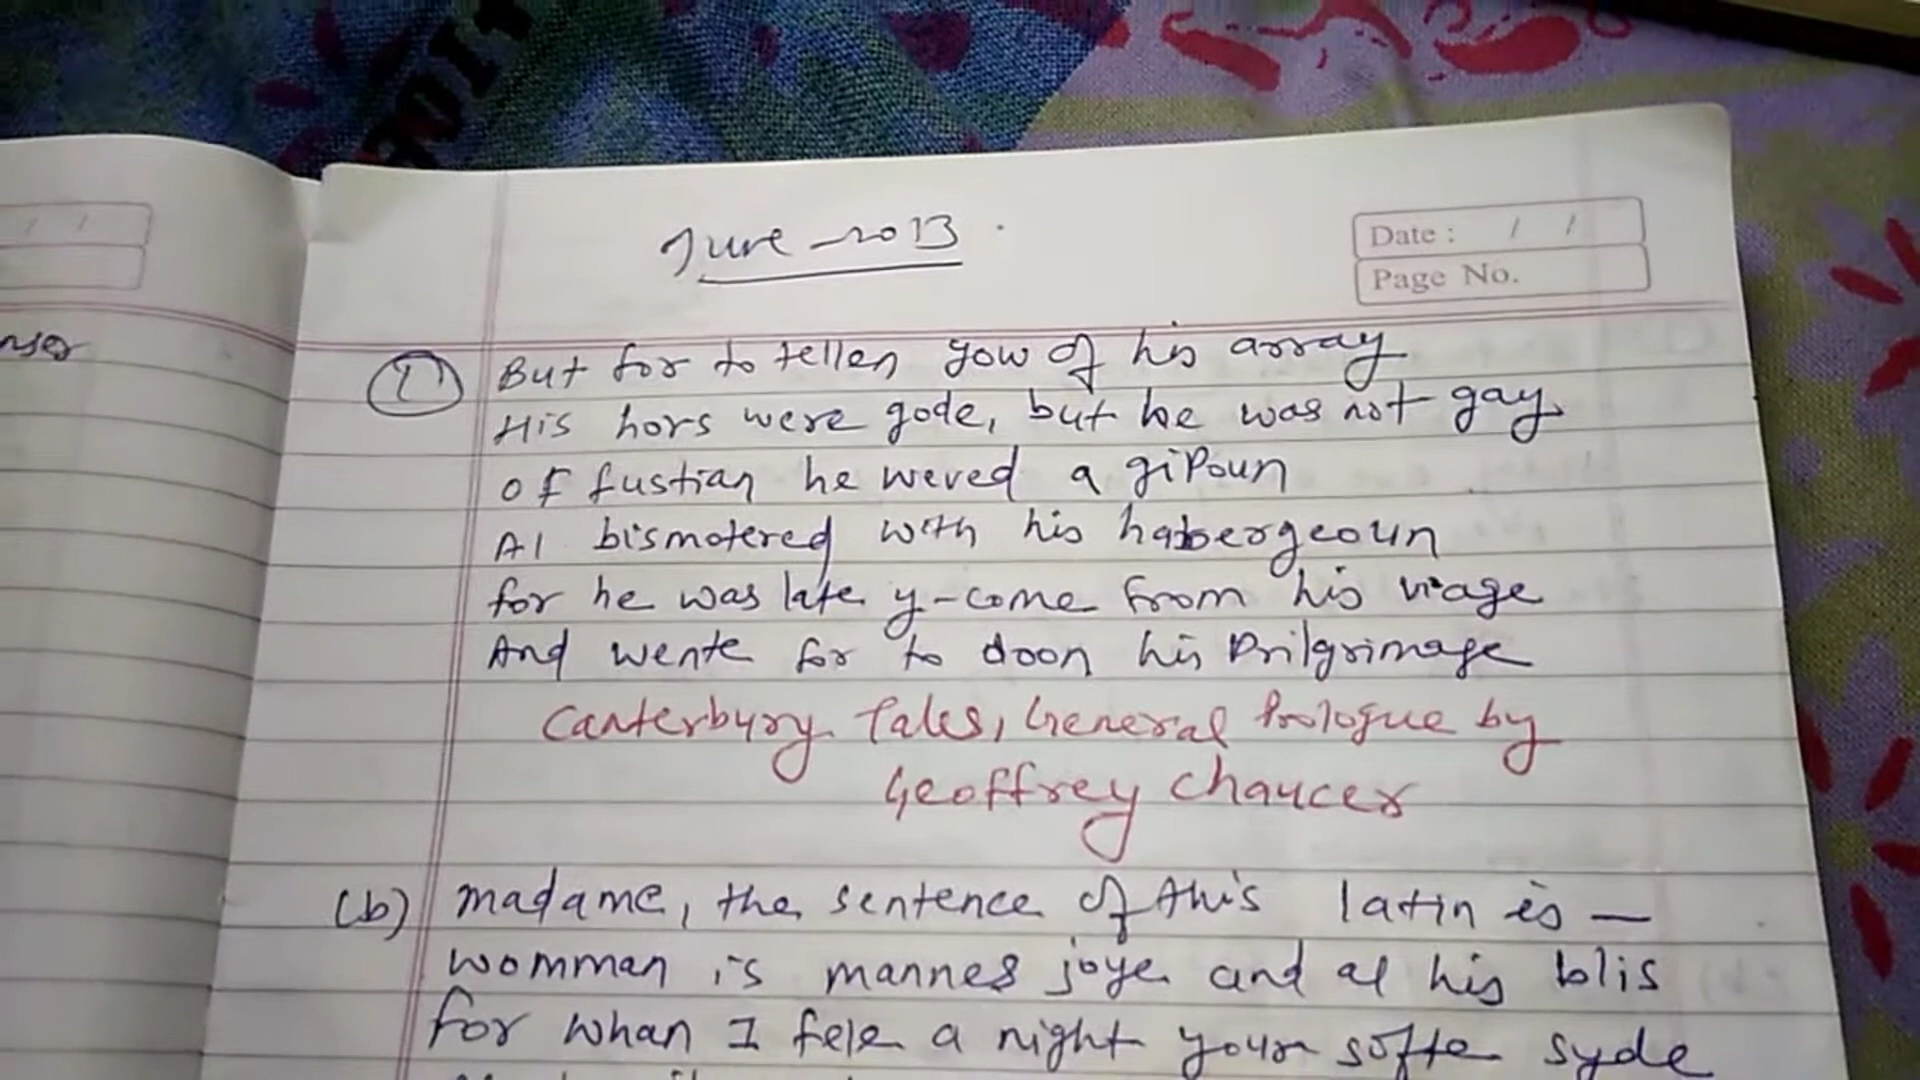 June - 2013
Date : / /
Page No.
(1) But for to tellen yow of his array
His hors were gode, but he was not gay
of fustian he wered a gipoun
Al bismotered with his habergeoun
for he was late y-come from his viage
And wente for to doon his Prilgrimage
Canterbury Tales, General Prologue by
Geoffrey Chaucer
(b) madame, the sentence of this latin is —
womman is mannes joye and al his blis
For whan I fele a night your softe syde